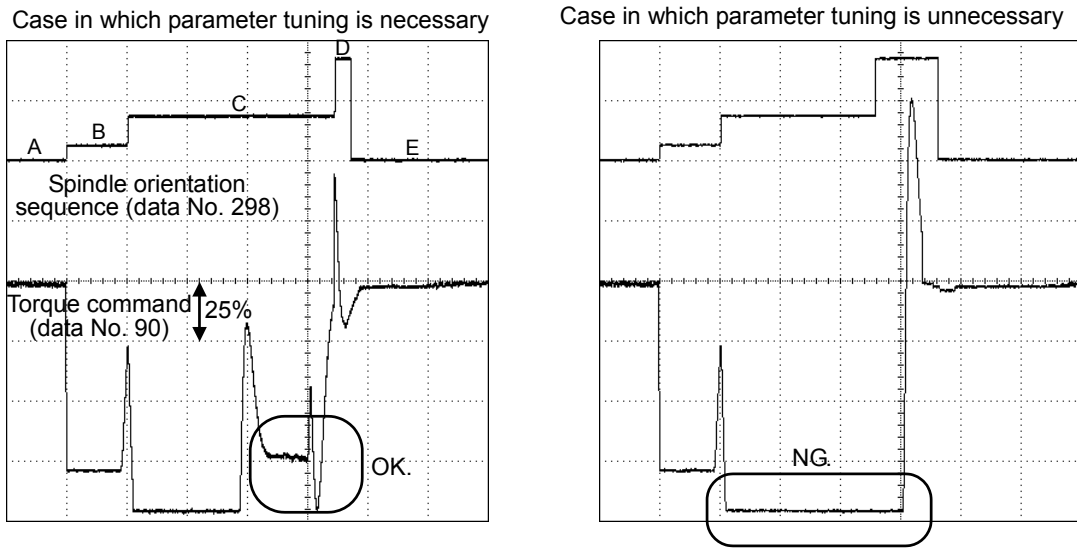 Case in which parameter tuning is necessary
A
B
C
D
E
Spindle orientation
sequence (data No. 298)
Torque command
(data No. 90)
25%
OK.
Case in which parameter tuning is unnecessary
NG.